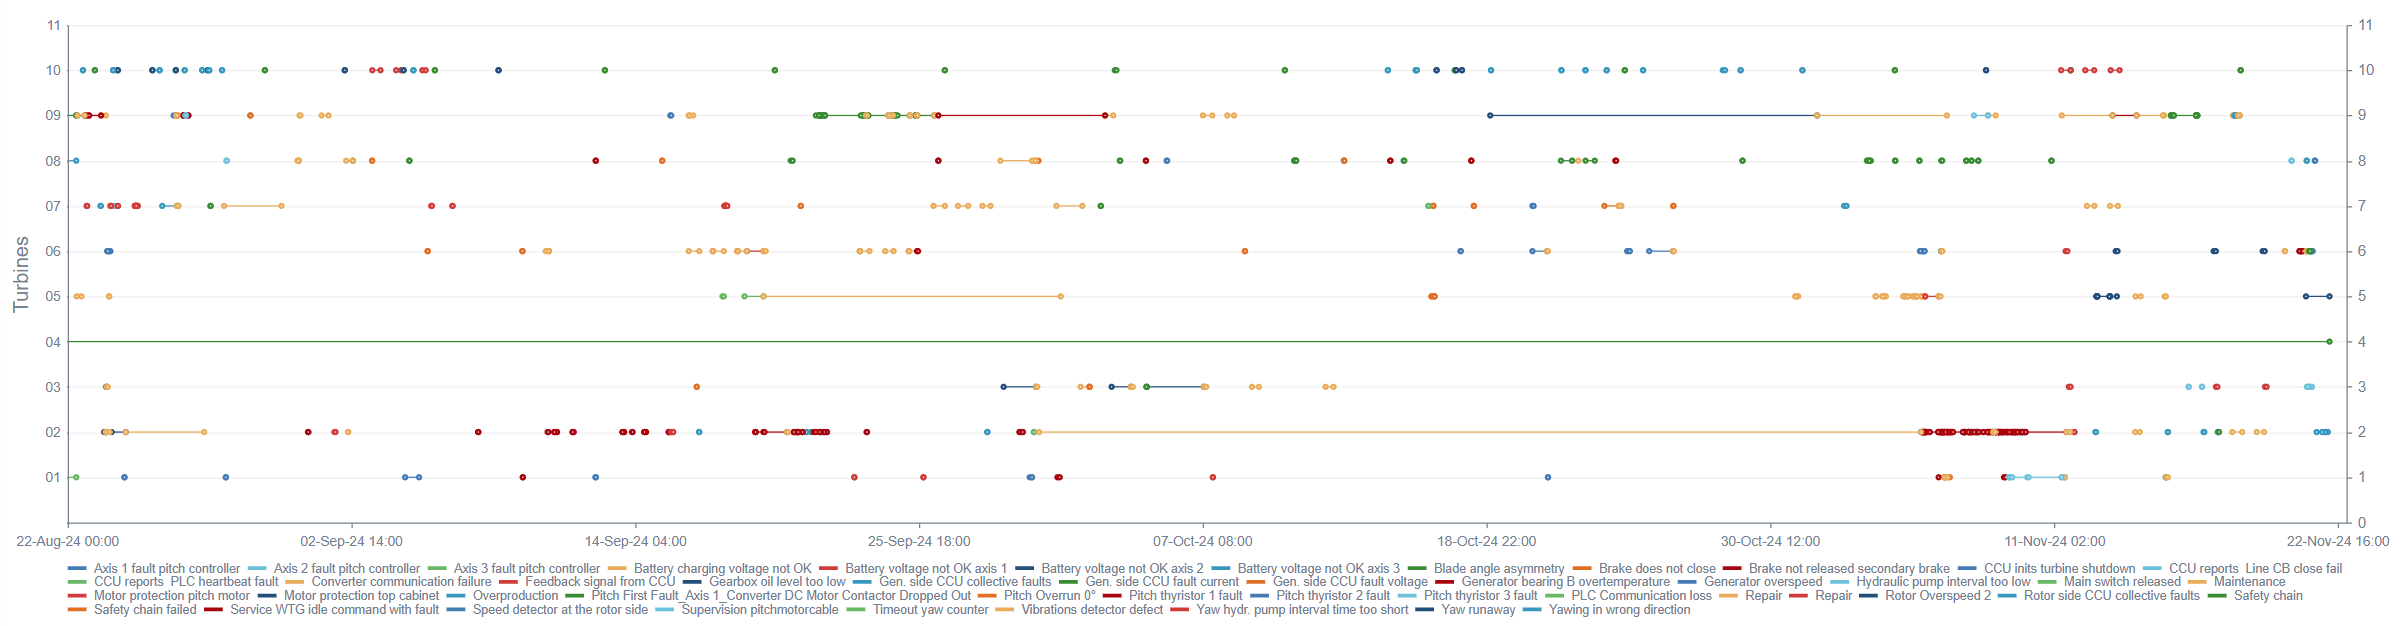 11 11
10 10
09 9
08 8
07 7
06 6
05 5
04 4
03 3
02 2
01 1
0
Turbines
22-Aug-24 00:00 02-Sep-24 14:00 14-Sep-24 04:00 25-Sep-24 18:00 07-Oct-24 08:00 18-Oct-24 22:00 30-Oct-24 12:00 11-Nov-24 02:00 22-Nov-24 16:00
Axis 1 fault pitch controller Axis 2 fault pitch controller Axis 3 fault pitch controller Battery charging voltage not OK Battery voltage not OK axis 1 Battery voltage not OK axis 2 Battery voltage not OK axis 3 Blade angle asymmetry Brake does not close Brake not released secondary brake CCU inits turbine shutdown CCU reports Line CB close fail
CCU reports PLC heartbeat fault Converter communication failure Feedback signal from CCU Gearbox oil level too low Gen. side CCU collective faults Gen. side CCU fault current Gen. side CCU fault voltage Generator bearing B overtemperature Generator overspeed Hydraulic pump interval too low Main switch released Maintenance
Motor protection pitch motor Motor protection top cabinet Overproduction Pitch First Fault_Axis 1_Converter DC Motor Contactor Dropped Out Pitch Overrun 0° Pitch thyristor 1 fault Pitch thyristor 2 fault Pitch thyristor 3 fault PLC Communication loss Repair Repair Rotor Overspeed 2 Rotor side CCU collective faults Safety chain
Safety chain failed Service WTG idle command with fault Speed detector at the rotor side Supervision pitchmotorcable Timeout yaw counter Vibrations detector defect Yaw hydr. pump interval time too short Yaw runaway Yawing in wrong direction